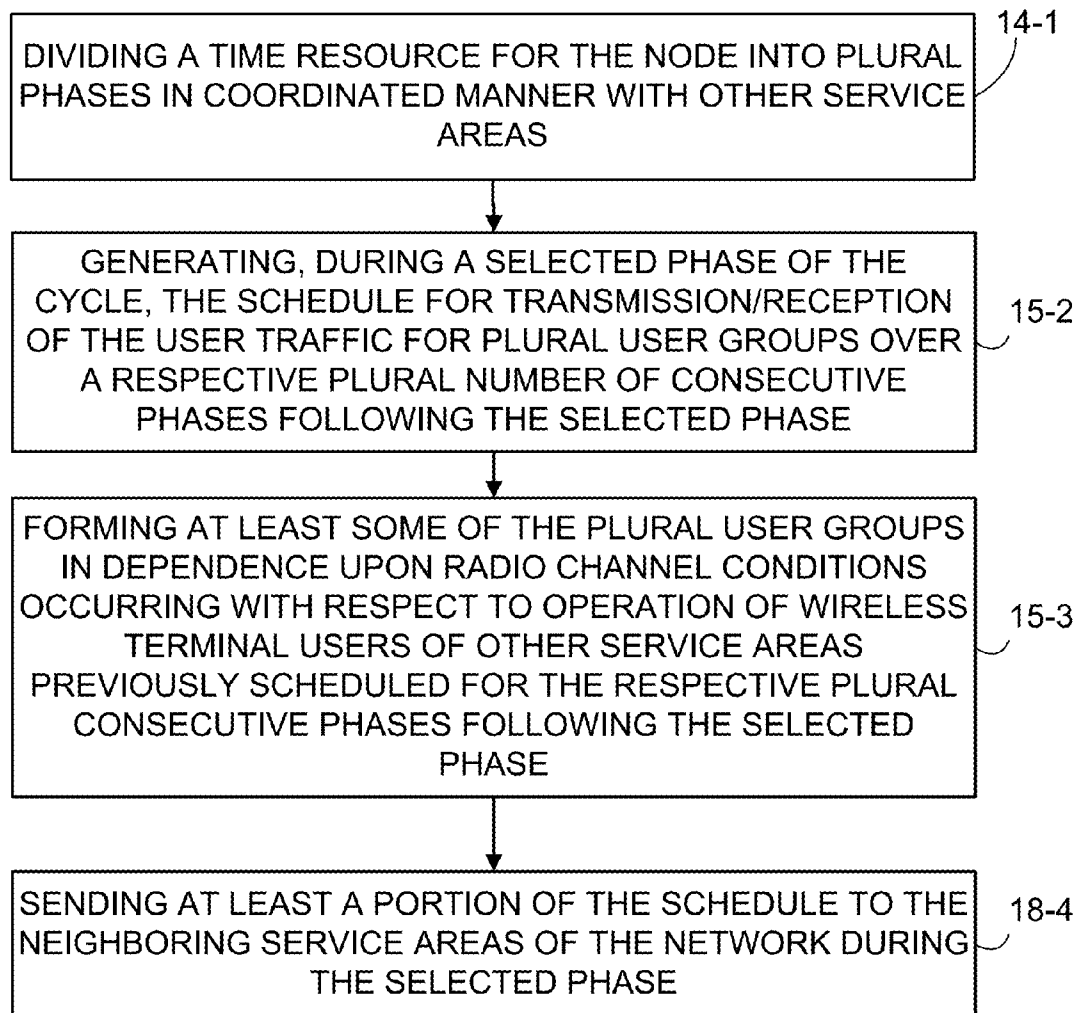 14-1
DIVIDING A TIME RESOURCE FOR THE NODE INTO PLURAL
PHASES IN COORDINATED MANNER WITH OTHER SERVICE
AREAS
GENERATING, DURING A SELECTED PHASE OF THE
CYCLE, THE SCHEDULE FOR TRANSMISSION/RECEPTION
OF THE USER TRAFFIC FOR PLURAL USER GROUPS OVER
A RESPECTIVE PLURAL NUMBER OF CONSECUTIVE
PHASES FOLLOWING THE SELECTED PHASE
15-2
FORMING AT LEAST SOME OF THE PLURAL USER GROUPS
IN DEPENDENCE UPON RADIO CHANNEL CONDITIONS
OCCURRING WITH RESPECT TO OPERATION OF WIRELESS
TERMINAL USERS OF OTHER SERVICE AREAS
PREVIOUSLY SCHEDULED FOR THE RESPECTIVE PLURAL
CONSECUTIVE PHASES FOLLOWING THE SELECTED
PHASE
15-3
SENDING AT LEAST A PORTION OF THE SCHEDULE TO THE
NEIGHBORING SERVICE AREAS OF THE NETWORK DURING
THE SELECTED PHASE
18-4